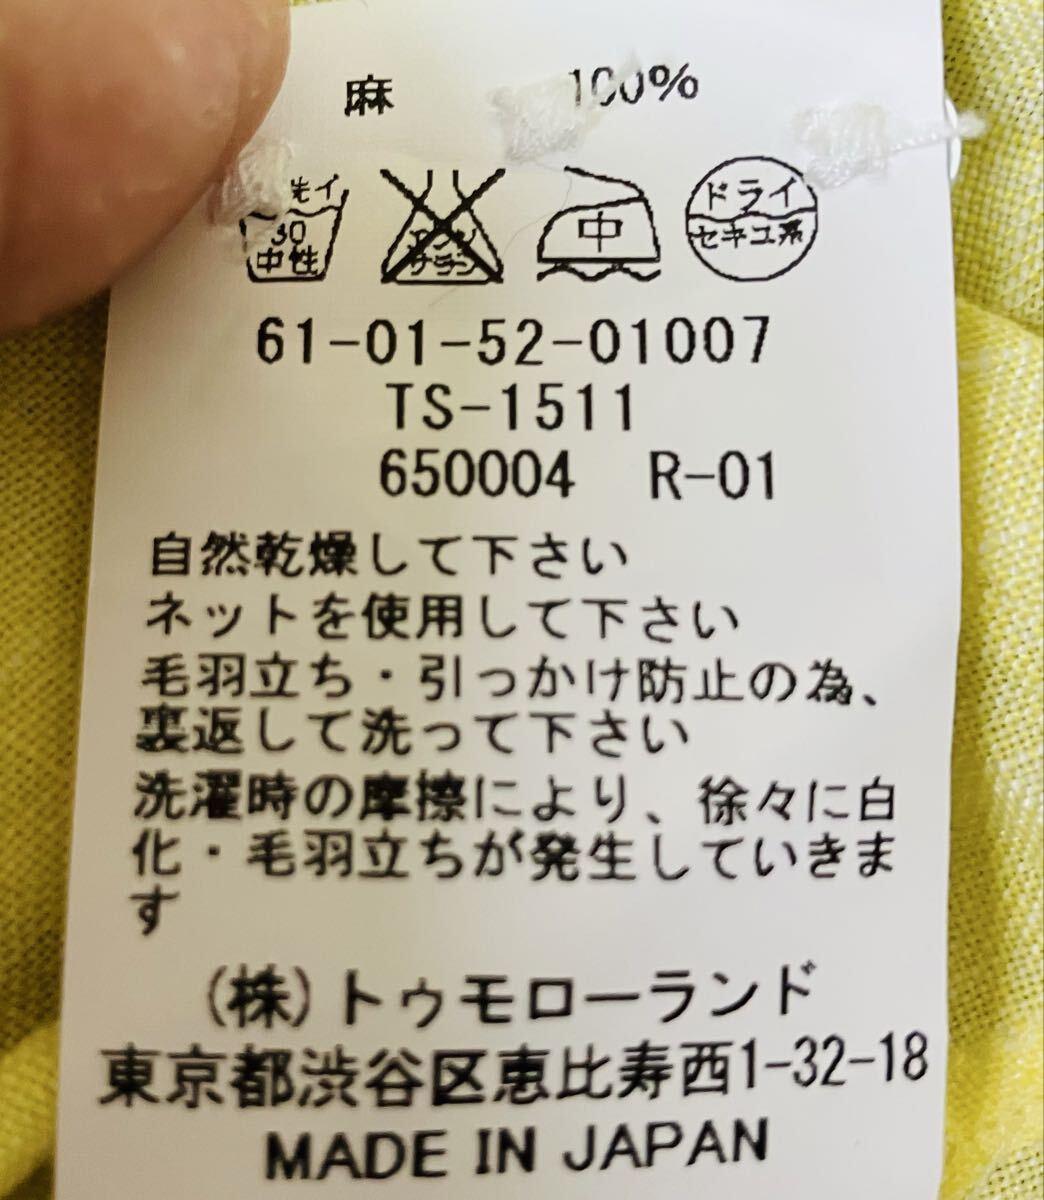 麻 100%
30
中性
エンソ
サラシ
中
ドライ
セキユ系
61-01-52-01007
TS-1511
650004 R-01
自然乾燥して下さい
ネットを使用して下さい
毛羽立ち・引っかけ防止の為、
裏返して洗って下さい
洗濯時の摩擦により、徐々に白
化・毛羽立ちが発生していきま
す
(株)トゥモローランド
東京都渋谷区恵比寿西1-32-18
MADE IN JAPAN